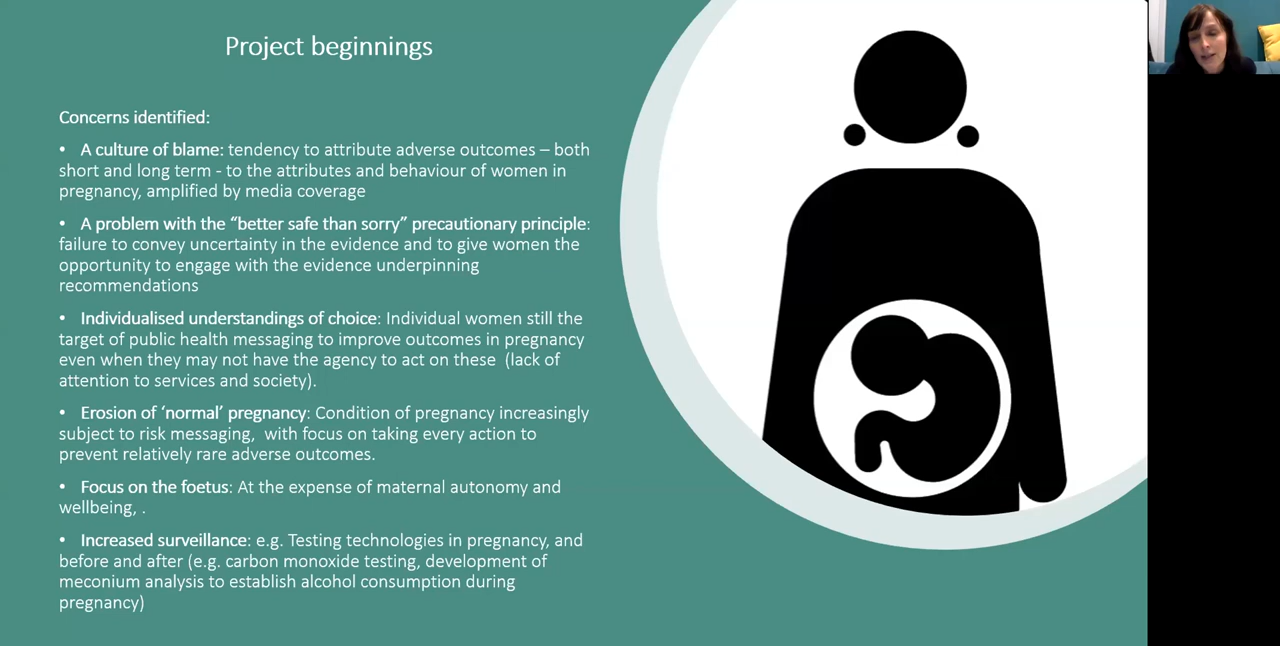 Project beginnings
Concerns identified:
• A culture of blame: tendency to attribute adverse outcomes – both
short and long term - to the attributes and behaviour of women in
pregnancy, amplified by media coverage
• A problem with the “better safe than sorry” precautionary principle:
failure to convey uncertainty in the evidence and to give women the
opportunity to engage with the evidence underpinning
recommendations
• Individualised understandings of choice: Individual women still the
target of public health messaging to improve outcomes in pregnancy
even when they may not have the agency to act on these (lack of
attention to services and society).
• Erosion of ‘normal’ pregnancy: Condition of pregnancy increasingly
subject to risk messaging, with focus on taking every action to
prevent relatively rare adverse outcomes.
• Focus on the foetus: At the expense of maternal autonomy and
wellbeing, .
• Increased surveillance: e.g. Testing technologies in pregnancy, and
before and after (e.g. carbon monoxide testing, development of
meconium analysis to establish alcohol consumption during
pregnancy)